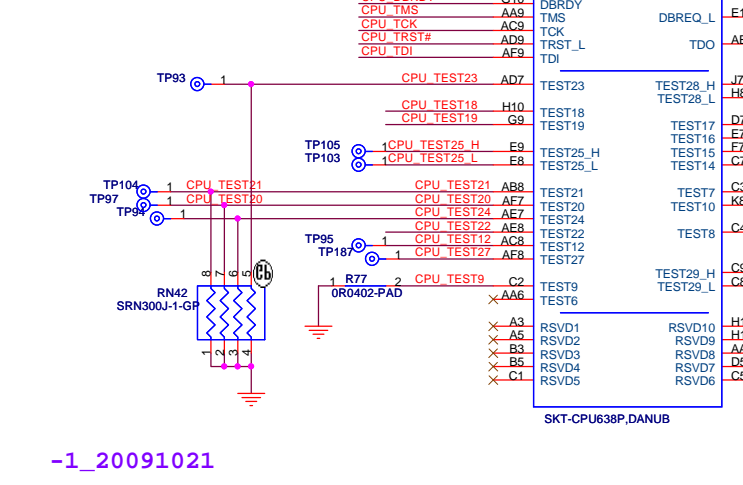 CPU_TMS AA9 TMS DBREQ_L
CPU_TCK AC9 TCK
CPU_TRST# AD9 TRST_L TDO
CPU_TDI AF9 TDI
DBRDY
TP93 1 CPU_TEST23 AD7 TEST23 TEST28_H J7
TEST28_L
CPU_TEST18 H10 TEST18
CPU_TEST19 G9 TEST19 TEST17
TEST16
TP105 1 CPU_TEST25_H E9 TEST25_H TEST15
TP103 1 CPU_TEST25_L E8 TEST25_L TEST14
TP104 1 CPU_TEST21 CPU_TEST21 AB8 TEST21 TEST7
TP97 1 CPU_TEST20 CPU_TEST20 AF7 TEST20 TEST10
TP94 1 CPU_TEST24 AE7 TEST24
CPU_TEST22 AE8 TEST22 TEST8
TP95 1 CPU_TEST12 AC8 TEST12
TP187 1 CPU_TEST27 AF8 TEST27
TEST29_H
R77 1 2 CPU_TEST9 C2 TEST9 TEST29_L
0R0402-PAD
AA6 TEST6
8 7 6 5
RN42
SRN300J-1-GP
1 2 3 4
A3 RSVD1 RSVD10
A5 RSVD2 RSVD9
B3 RSVD3 RSVD8
B5 RSVD4 RSVD7
C1 RSVD5 RSVD6
SKT-CPU638P,DANUB
-1_20091021